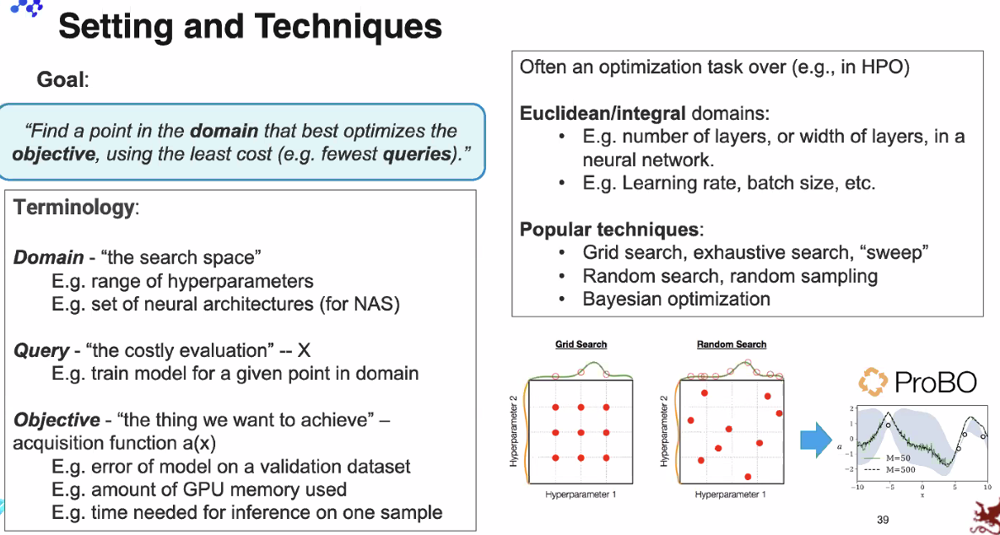 Setting and Techniques
Goal:
“Find a point in the domain that best optimizes the
objective, using the least cost (e.g. fewest queries).”
Terminology:
Domain - “the search space”
E.g. range of hyperparameters
E.g. set of neural architectures (for NAS)
Query - “the costly evaluation” -- X
E.g. train model for a given point in domain
Objective - “the thing we want to achieve” –
acquisition function a(x)
E.g. error of model on a validation dataset
E.g. amount of GPU memory used
E.g. time needed for inference on one sample
Often an optimization task over (e.g., in HPO)
Euclidean/integral domains:
• E.g. number of layers, or width of layers, in a
neural network.
• E.g. Learning rate, batch size, etc.
Popular techniques:
• Grid search, exhaustive search, “sweep”
• Random search, random sampling
• Bayesian optimization
Grid Search
Hyperparameter 2
Hyperparameter 1
Random Search
Hyperparameter 2
Hyperparameter 1
ProBO
2
1
0
−1
−2
a
M=50
M=500
−10 −5 0 5 10
x
39